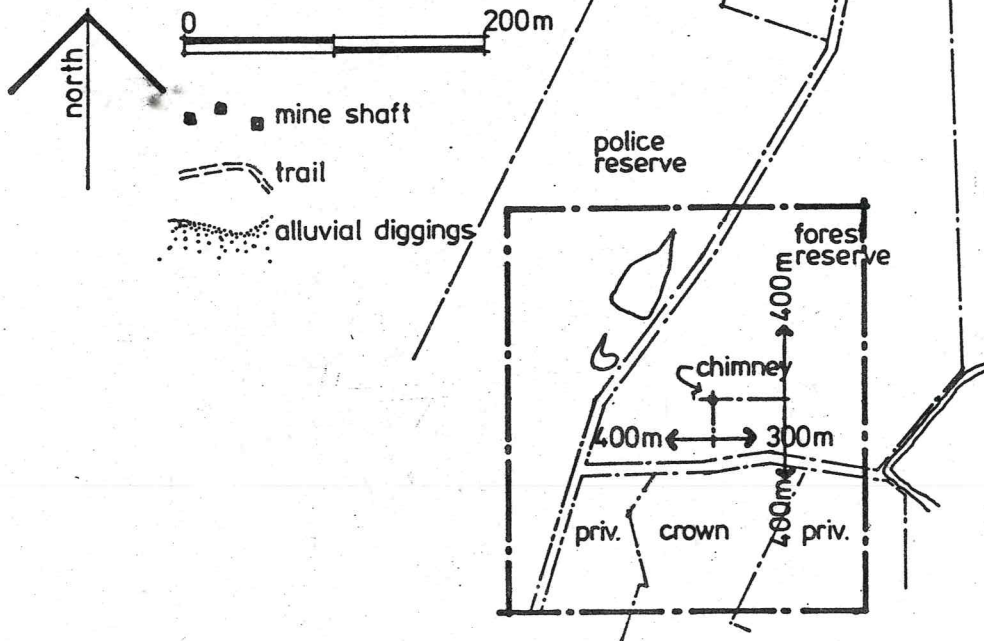 0 200m
north
mine shaft
trail
alluvial diggings
police
reserve
forest
reserve
400m
chimney
400m 300m
400m
priv. crown priv.